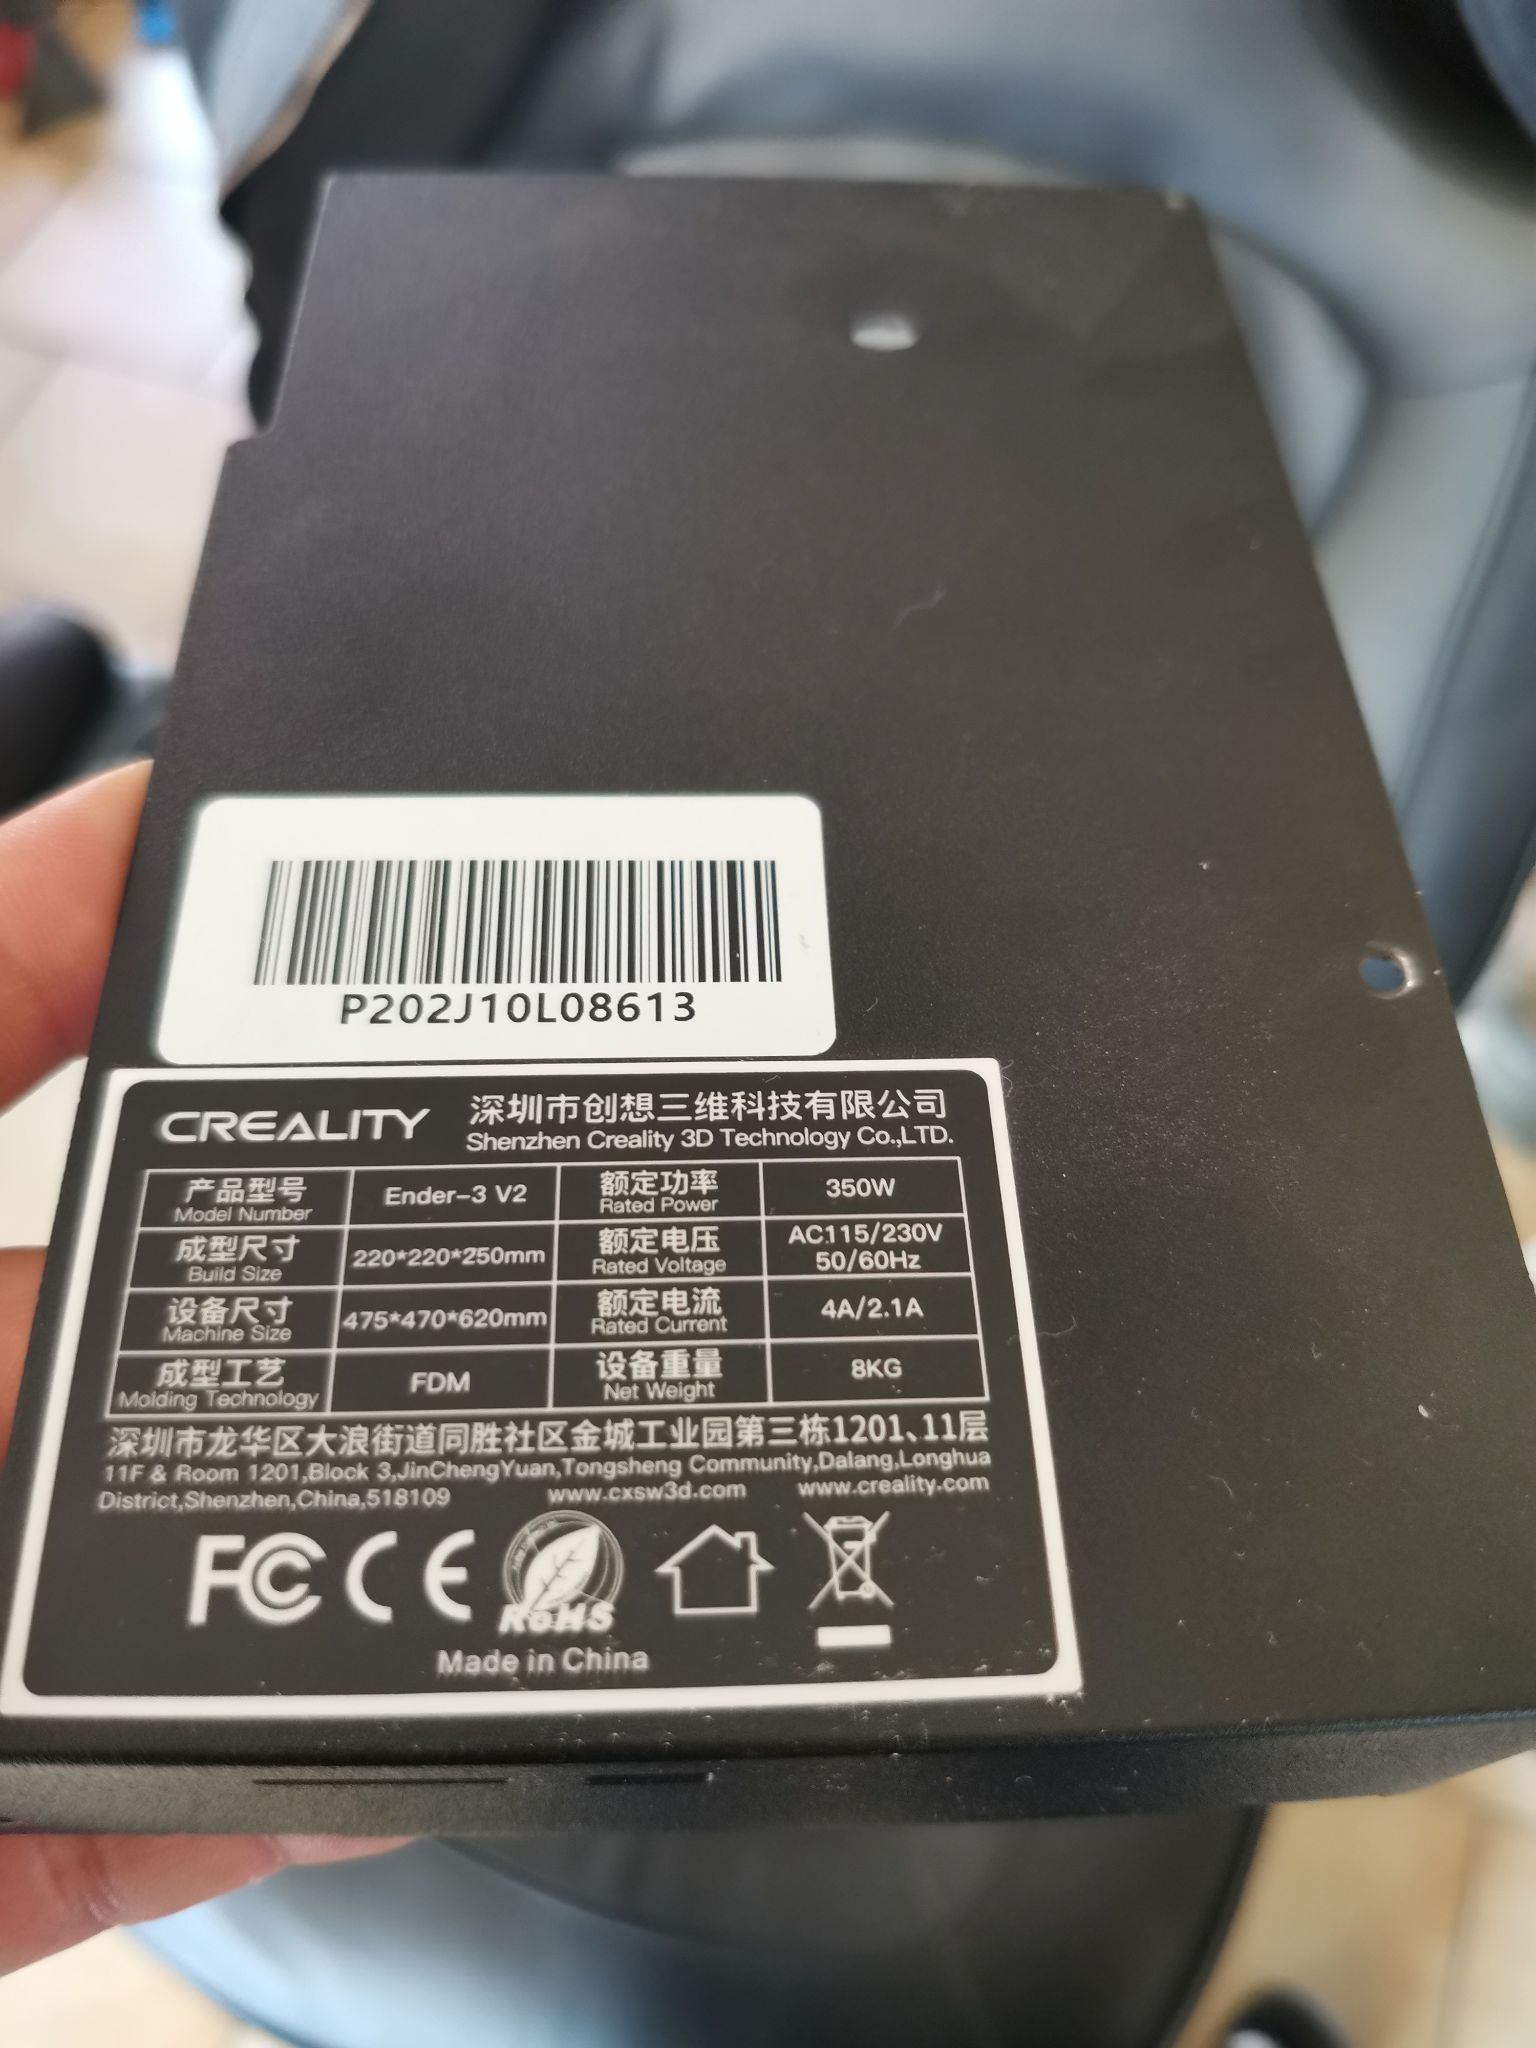 P202J10L08613
CREALITY 深圳市创想三维科技有限公司
Shenzhen Creality 3D Technology Co.,LTD.
产品型号 Ender-3 V2 额定功率 350W
Model Number Rated Power
成型尺寸 220*220*250mm 额定电压 AC115/230V
Build Size Rated Voltage 50/60Hz
设备尺寸 475*470*620mm 额定电流 4A/2.1A
Machine Size Rated Current
成型工艺 FDM 设备重量 8KG
Molding Technology Net Weight
深圳市龙华区大浪街道同胜社区金城工业园第三栋1201、11层
11F & Room 1201,Block 3,JinChengYuan,Tongsheng Community,Dalang,Longhua
District,Shenzhen,China,518109 www.cxsw3d.com www.creality.com
FC CE RoHS
Made in China